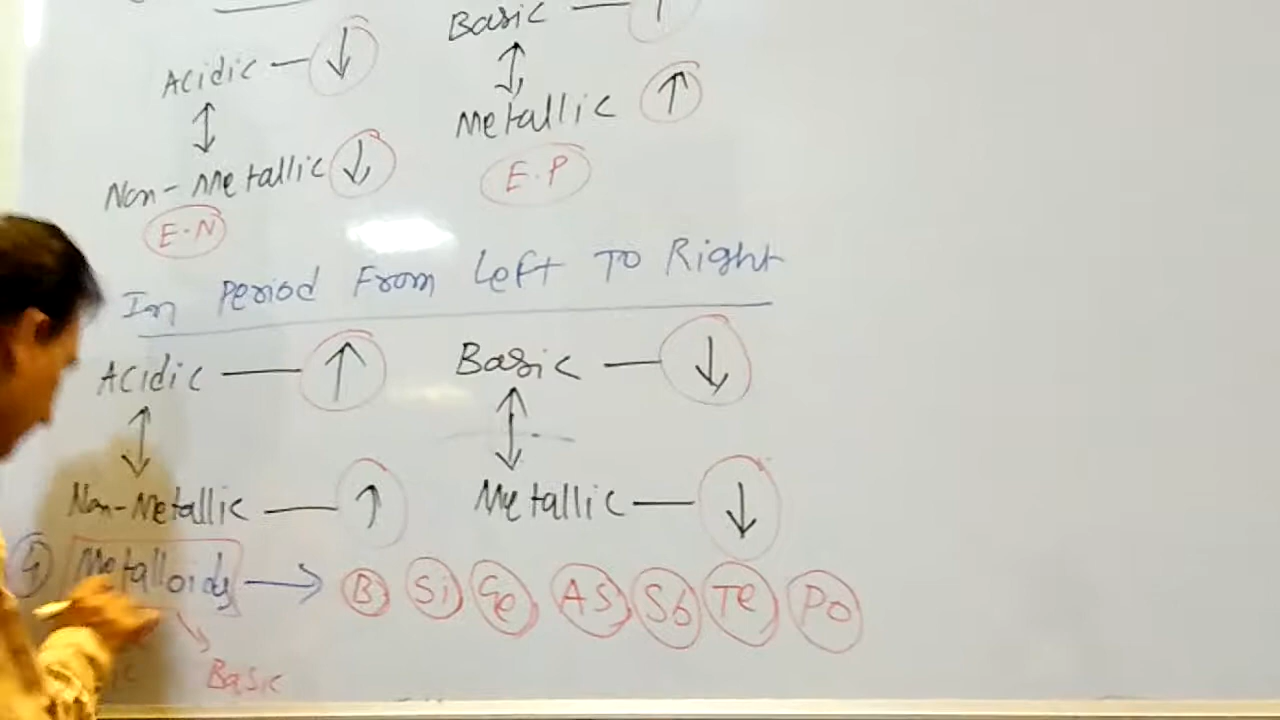 Basic — ↑
Acidic — ↓
↕ ↕
Metallic ↑
Non-Metallic ↓
E.P
E.N
In Period From Left To Right
Acidic — ↑ Basic — ↓
↕ ↕
Non-Metallic — ↑ Metallic — ↓
4 Metalloids → B Si Ge As Sb Te Po
Basic